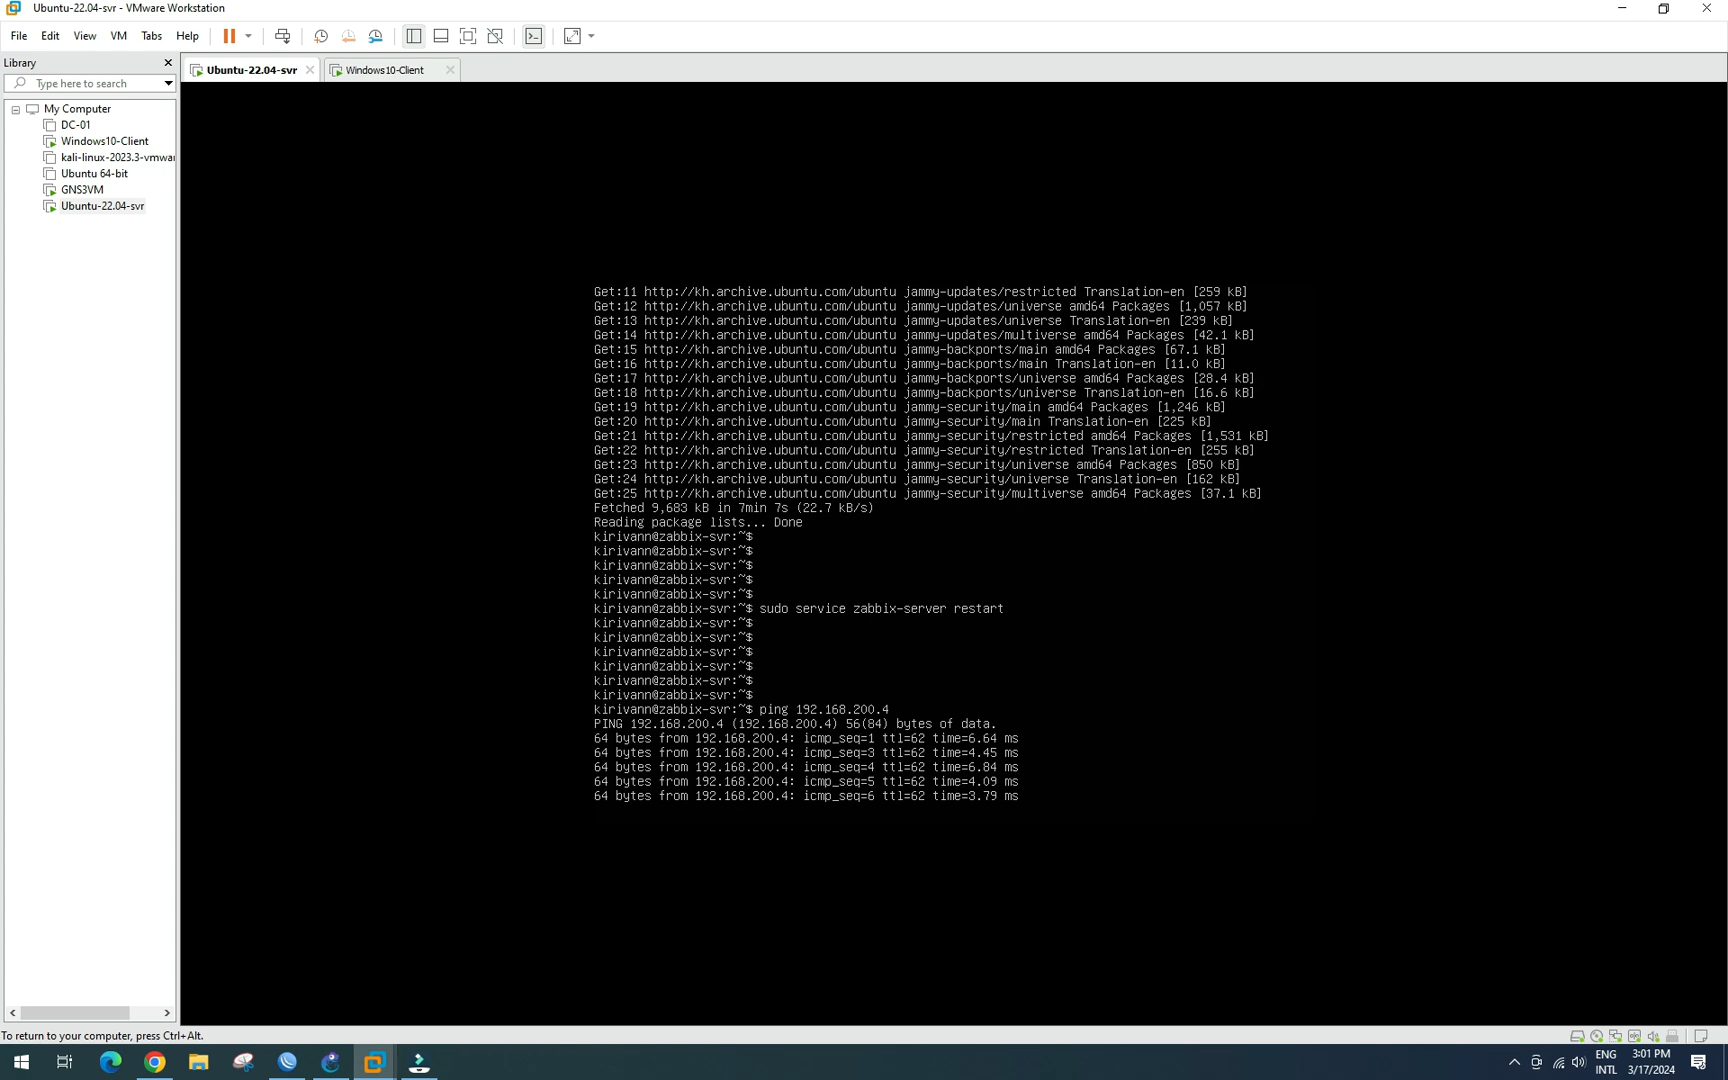 Ubuntu-22.04-svr - VMware Workstation
File Edit View VM Tabs Help
Library
Type here to search
My Computer
DC-01
Windows10-Client
kali-linux-2023.3-vmwar
Ubuntu 64-bit
GNS3VM
Ubuntu-22.04-svr
Ubuntu-22.04-svr
Windows10-Client
Get:11 http://kh.archive.ubuntu.com/ubuntu jammy-updates/restricted Translation-en [259 kB]
Get:12 http://kh.archive.ubuntu.com/ubuntu jammy-updates/universe amd64 Packages [1,057 kB]
Get:13 http://kh.archive.ubuntu.com/ubuntu jammy-updates/universe Translation-en [239 kB]
Get:14 http://kh.archive.ubuntu.com/ubuntu jammy-updates/multiverse amd64 Packages [42.1 kB]
Get:15 http://kh.archive.ubuntu.com/ubuntu jammy-backports/main amd64 Packages [67.1 kB]
Get:16 http://kh.archive.ubuntu.com/ubuntu jammy-backports/main Translation-en [11.0 kB]
Get:17 http://kh.archive.ubuntu.com/ubuntu jammy-backports/universe amd64 Packages [28.4 kB]
Get:18 http://kh.archive.ubuntu.com/ubuntu jammy-backports/universe Translation-en [16.6 kB]
Get:19 http://kh.archive.ubuntu.com/ubuntu jammy-security/main amd64 Packages [1,246 kB]
Get:20 http://kh.archive.ubuntu.com/ubuntu jammy-security/main Translation-en [225 kB]
Get:21 http://kh.archive.ubuntu.com/ubuntu jammy-security/restricted amd64 Packages [1,531 kB]
Get:22 http://kh.archive.ubuntu.com/ubuntu jammy-security/restricted Translation-en [255 kB]
Get:23 http://kh.archive.ubuntu.com/ubuntu jammy-security/universe amd64 Packages [850 kB]
Get:24 http://kh.archive.ubuntu.com/ubuntu jammy-security/universe Translation-en [162 kB]
Get:25 http://kh.archive.ubuntu.com/ubuntu jammy-security/multiverse amd64 Packages [37.1 kB]
Fetched 9,683 kB in 7min 7s (22.7 kB/s)
Reading package lists... Done
kirivann@zabbix-svr:~$
kirivann@zabbix-svr:~$
kirivann@zabbix-svr:~$
kirivann@zabbix-svr:~$
kirivann@zabbix-svr:~$
kirivann@zabbix-svr:~$ sudo service zabbix-server restart
kirivann@zabbix-svr:~$
kirivann@zabbix-svr:~$
kirivann@zabbix-svr:~$
kirivann@zabbix-svr:~$
kirivann@zabbix-svr:~$
kirivann@zabbix-svr:~$
kirivann@zabbix-svr:~$ ping 192.168.200.4
PING 192.168.200.4 (192.168.200.4) 56(84) bytes of data.
64 bytes from 192.168.200.4: icmp_seq=1 ttl=62 time=6.64 ms
64 bytes from 192.168.200.4: icmp_seq=3 ttl=62 time=4.45 ms
64 bytes from 192.168.200.4: icmp_seq=4 ttl=62 time=6.84 ms
64 bytes from 192.168.200.4: icmp_seq=5 ttl=62 time=4.09 ms
64 bytes from 192.168.200.4: icmp_seq=6 ttl=62 time=3.79 ms
To return to your computer, press Ctrl+Alt.
ENG
INTL
3:01 PM
3/17/2024